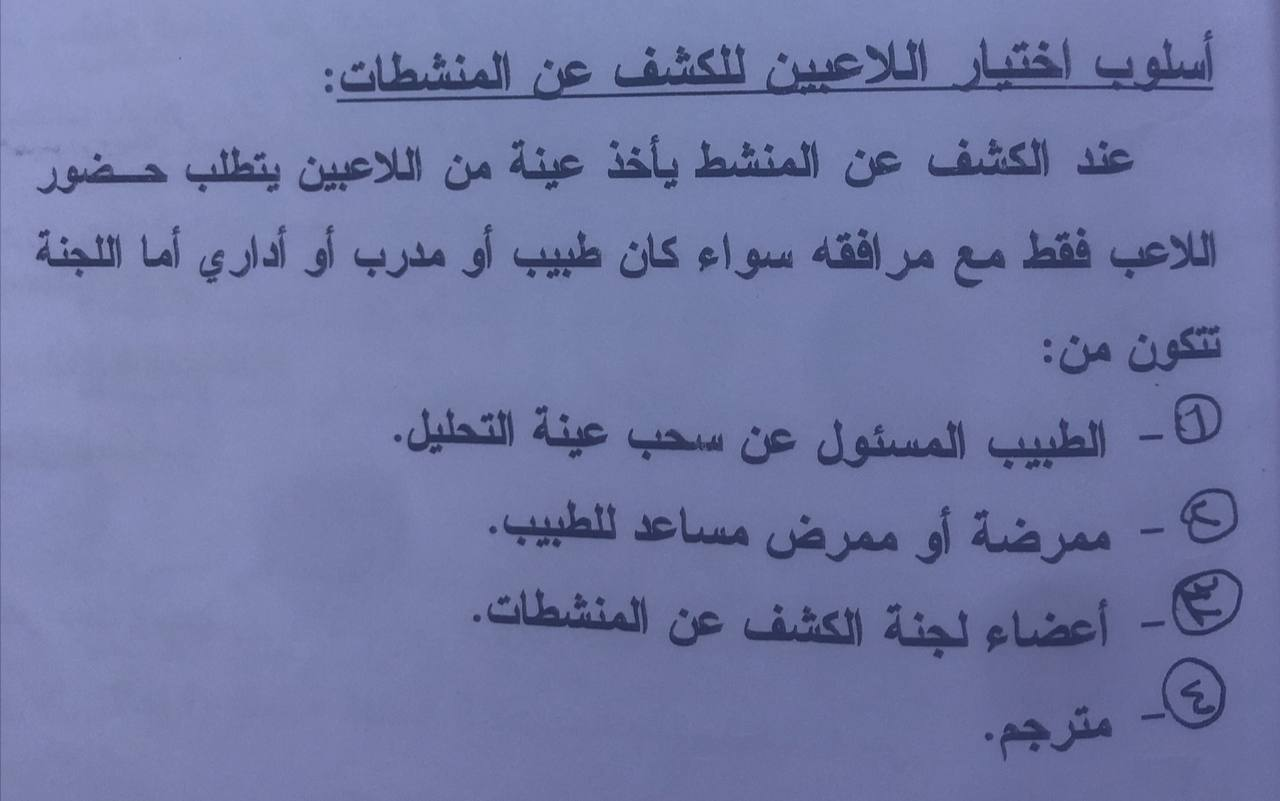 أسلوب اختيار اللاعبين للكشف عن المنشطات:
عند الكشف عن المنشط يأخذ عينة من اللاعبين يتطلب حضور
اللاعب فقط مع مرافقه سواء كان طبيب أو مدرب أو أداري أما اللجنة
تتكون من:
١ - الطبيب المسئول عن سحب عينة التحليل.
٢ - ممرضة أو ممرض مساعد للطبيب.
٣ - أعضاء لجنة الكشف عن المنشطات.
٤ - مترجم.